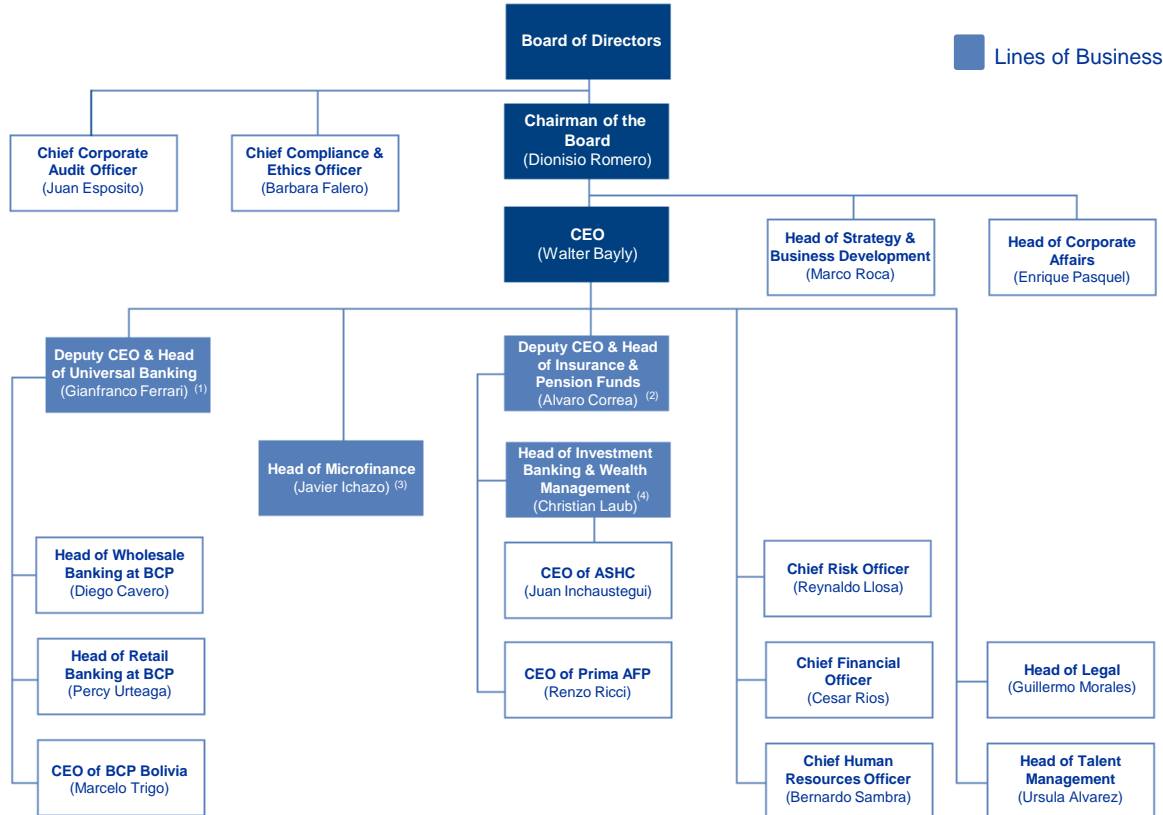 Board of Directors
Lines of Business
Chairman of the
Board
(Dionisio Romero)
Chief Corporate
Audit Officer
(Juan Esposito)
Chief Compliance &
Ethics Officer
(Barbara Falero)
CEO
(Walter Bayly)
Head of Strategy &
Business Development
(Marco Roca)
Head of Corporate
Affairs
(Enrique Pasquel)
Deputy CEO & Head
of Universal Banking
(Gianfranco Ferrari) (1)
Deputy CEO & Head
of Insurance &
Pension Funds
(Alvaro Correa) (2)
Head of Microfinance
(Javier Ichazo) (3)
Head of Investment
Banking & Wealth
Management
(Christian Laub) (4)
Head of Wholesale
Banking at BCP
(Diego Cavero)
CEO of ASHC
(Juan Inchaustegui)
Chief Risk Officer
(Reynaldo Llosa)
Head of Retail
Banking at BCP
(Percy Urteaga)
CEO of Prima AFP
(Renzo Ricci)
Chief Financial
Officer
(Cesar Rios)
Head of Legal
(Guillermo Morales)
CEO of BCP Bolivia
(Marcelo Trigo)
Chief Human
Resources Officer
(Bernardo Sambra)
Head of Talent
Management
(Ursula Alvarez)